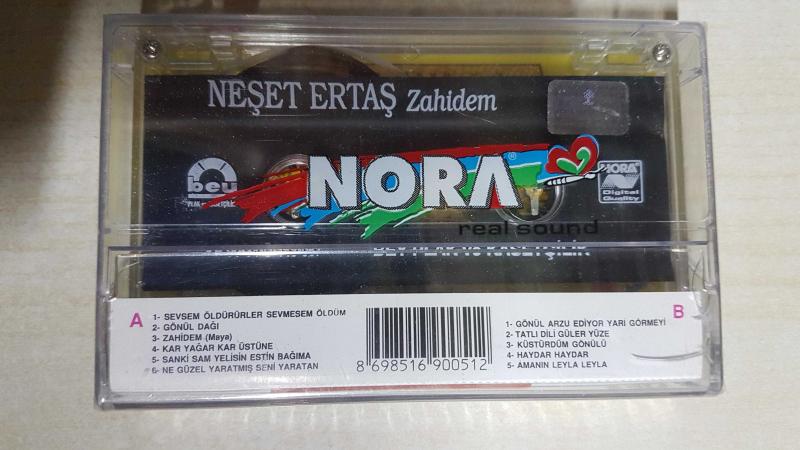 NEŞET ERTAŞ Zahidem
NORA®
beu
NORA
Digital
Quality
real sound
A
1- SEVSEM ÖLDÜRÜRLER SEVMESEM ÖLDÜM
2- GÖNÜL DAĞI
3- ZAHİDEM (Maya)
4- KAR YAĞAR KAR ÜSTÜNE
5- SANKİ SAM YELİSİN ESTİN BAĞIMA
6- NE GÜZEL YARATMIŞ SENİ YARATAN
8 698516 900512
B
1- GÖNÜL ARZU EDİYOR YARI GÖRMEYİ
2- TATLI DİLİ GÜLER YÜZE
3- KÜSTÜRDÜM GÖNÜLÜ
4- HAYDAR HAYDAR
5- AMANIN LEYLA LEYLA